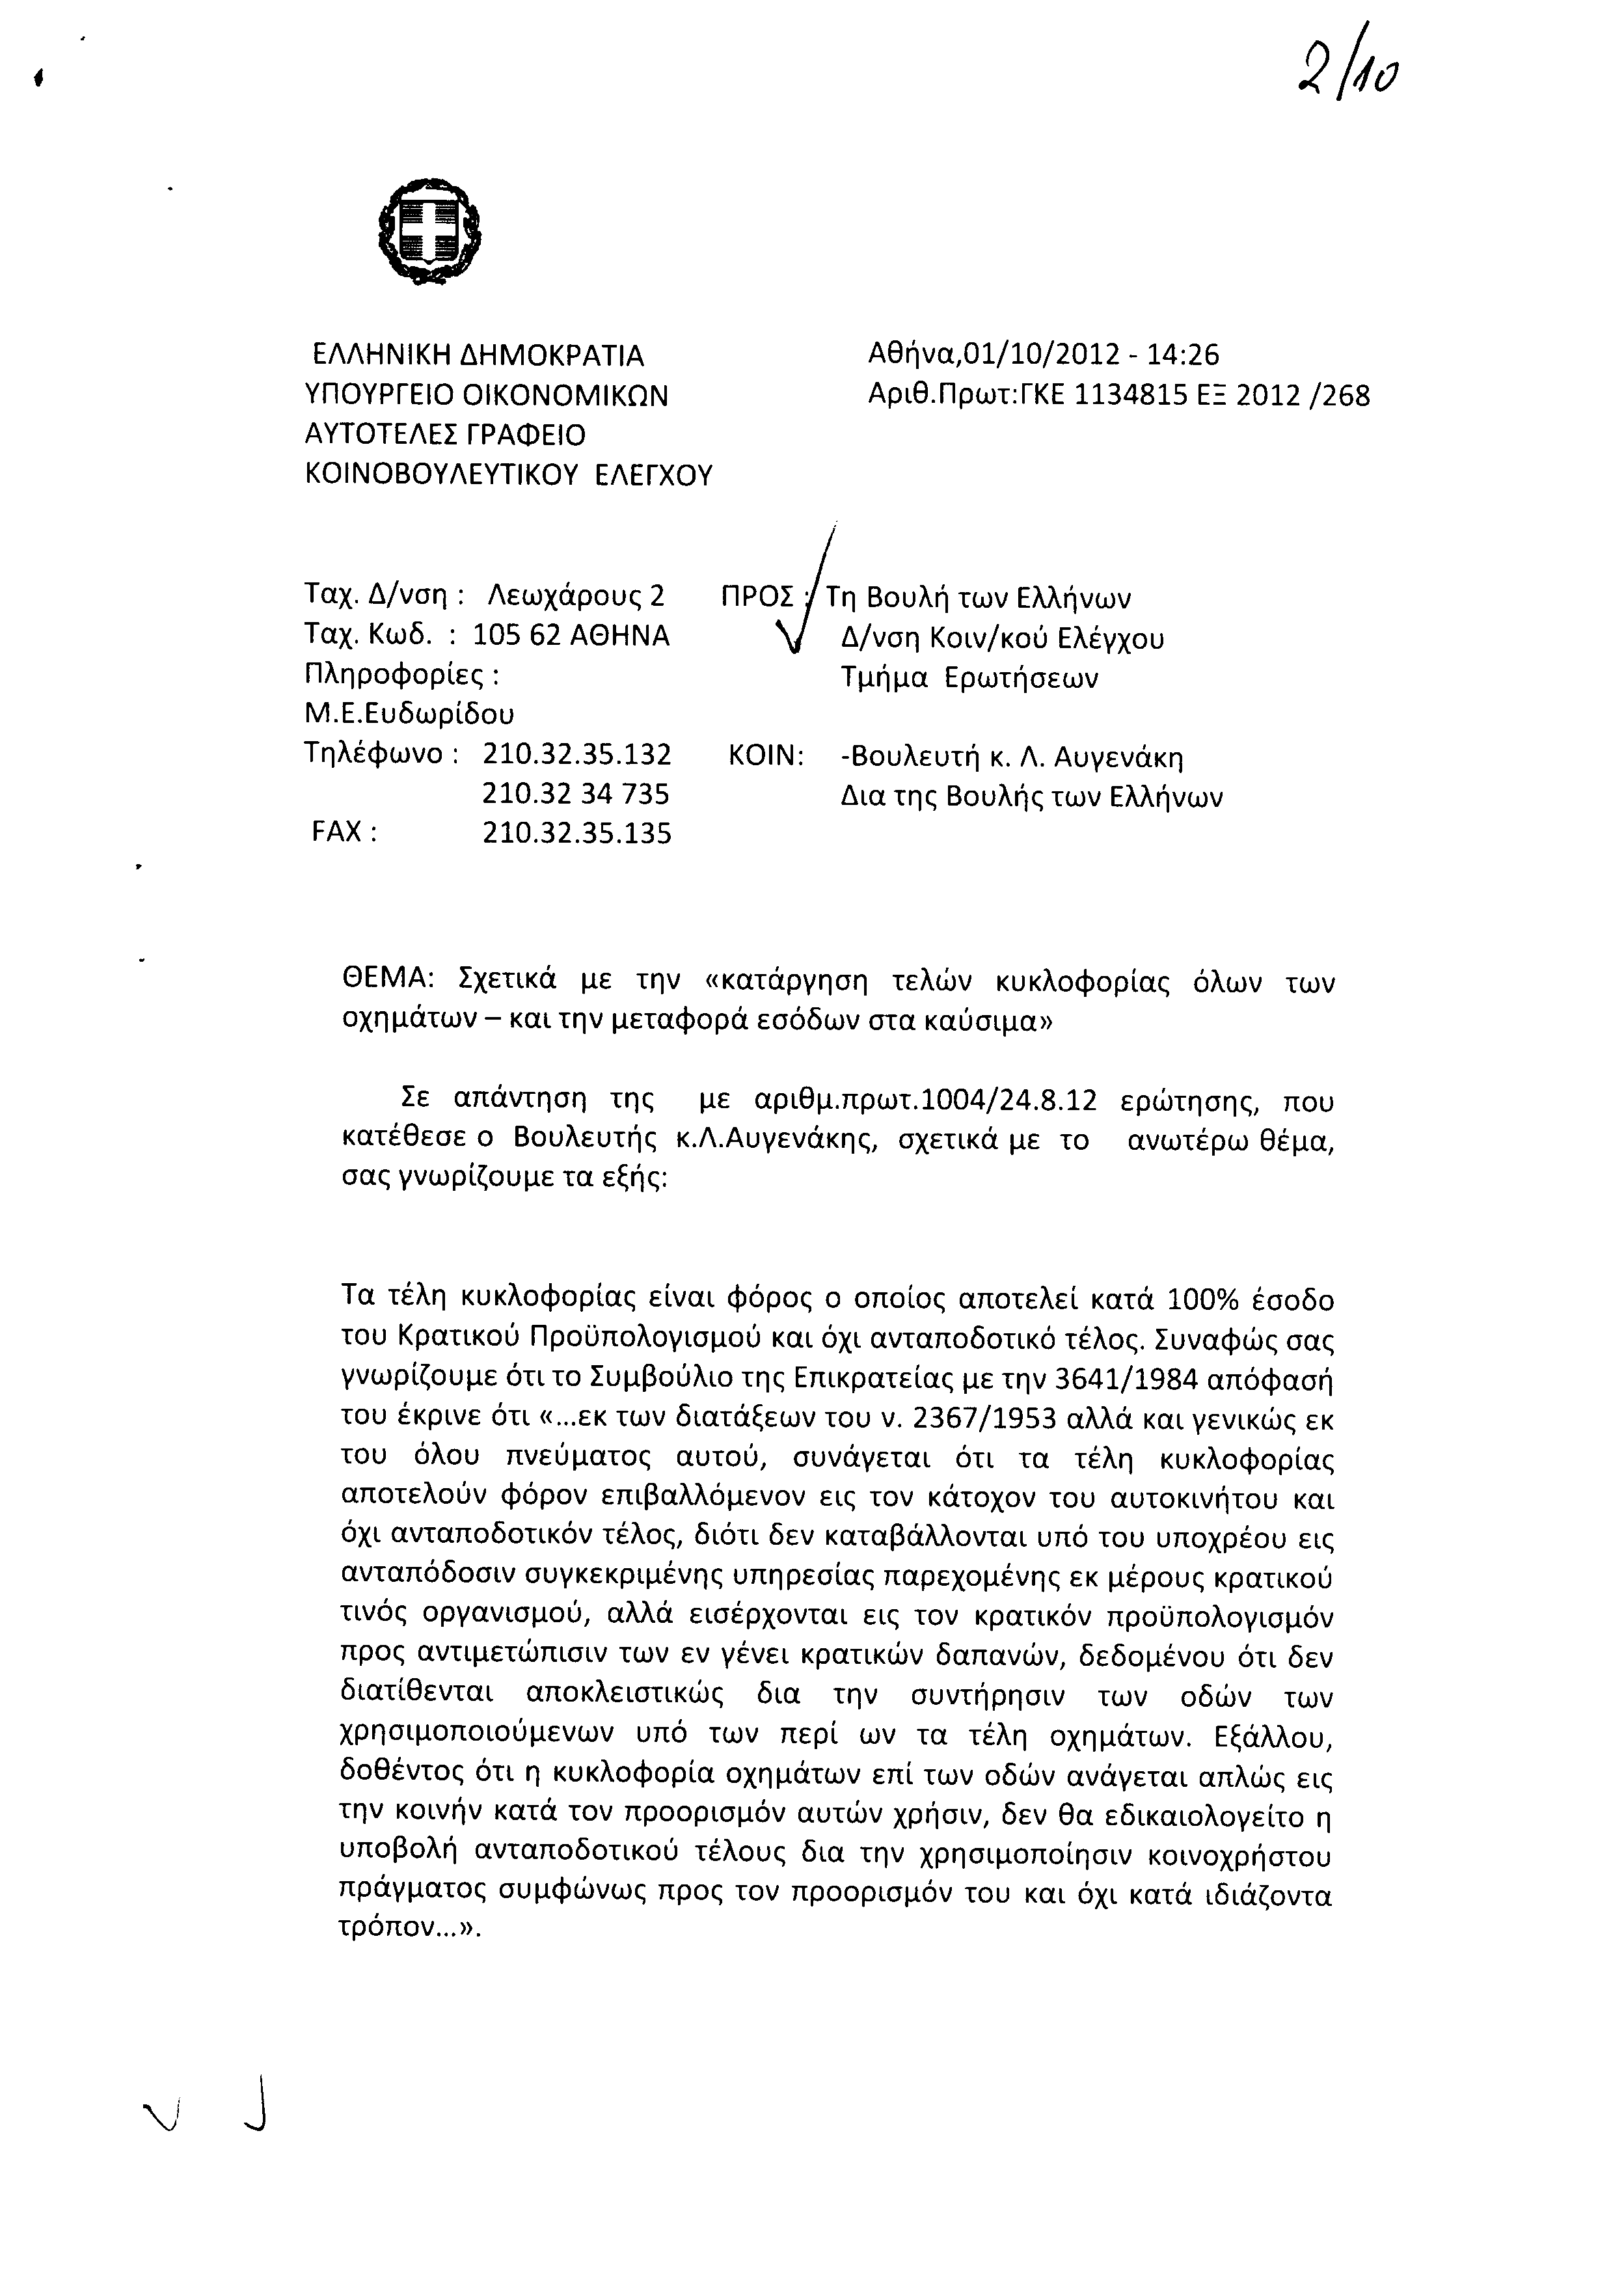 2/10
ΕΛΛΗΝΙΚΗ ΔΗΜΟΚΡΑΤΙΑ
ΥΠΟΥΡΓΕΙΟ ΟΙΚΟΝΟΜΙΚΩΝ
ΑΥΤΟΤΕΛΕΣ ΓΡΑΦΕΙΟ
ΚΟΙΝΟΒΟΥΛΕΥΤΙΚΟΥ ΕΛΕΓΧΟΥ
Αθήνα,01/10/2012 - 14:26
Αριθ.Πρωτ:ΓΚΕ 1134815 ΕΞ 2012 /268
Ταχ. Δ/νση : Λεωχάρους 2
Ταχ. Κωδ. : 105 62 ΑΘΗΝΑ
Πληροφορίες :
Μ.Ε.Ευδωρίδου
Τηλέφωνο : 210.32.35.132
210.32 34 735
FAX : 210.32.35.135
ΠΡΟΣ : Τη Βουλή των Ελλήνων
Δ/νση Κοιν/κού Ελέγχου
Τμήμα Ερωτήσεων
ΚΟΙΝ: -Βουλευτή κ. Λ. Αυγενάκη
Δια της Βουλής των Ελλήνων
ΘΕΜΑ: Σχετικά με την «κατάργηση τελών κυκλοφορίας όλων των
οχημάτων – και την μεταφορά εσόδων στα καύσιμα»
Σε απάντηση της με αριθμ.πρωτ.1004/24.8.12 ερώτησης, που
κατέθεσε ο Βουλευτής κ.Λ.Αυγενάκης, σχετικά με το ανωτέρω θέμα,
σας γνωρίζουμε τα εξής:
Τα τέλη κυκλοφορίας είναι φόρος ο οποίος αποτελεί κατά 100% έσοδο
του Κρατικού Προϋπολογισμού και όχι ανταποδοτικό τέλος. Συναφώς σας
γνωρίζουμε ότι το Συμβούλιο της Επικρατείας με την 3641/1984 απόφασή
του έκρινε ότι «...εκ των διατάξεων του ν. 2367/1953 αλλά και γενικώς εκ
του όλου πνεύματος αυτού, συνάγεται ότι τα τέλη κυκλοφορίας
αποτελούν φόρον επιβαλλόμενον εις τον κάτοχον του αυτοκινήτου και
όχι ανταποδοτικόν τέλος, διότι δεν καταβάλλονται υπό του υποχρέου εις
ανταπόδοσιν συγκεκριμένης υπηρεσίας παρεχομένης εκ μέρους κρατικού
τινός οργανισμού, αλλά εισέρχονται εις τον κρατικόν προϋπολογισμόν
προς αντιμετώπισιν των εν γένει κρατικών δαπανών, δεδομένου ότι δεν
διατίθενται αποκλειστικώς δια την συντήρησιν των οδών των
χρησιμοποιούμενων υπό των περί ων τα τέλη οχημάτων. Εξάλλου,
δοθέντος ότι η κυκλοφορία οχημάτων επί των οδών ανάγεται απλώς εις
την κοινήν κατά τον προορισμόν αυτών χρήσιν, δεν θα εδικαιολογείτο η
υποβολή ανταποδοτικού τέλους δια την χρησιμοποίησιν κοινοχρήστου
πράγματος συμφώνως προς τον προορισμόν του και όχι κατά ιδιάζοντα
τρόπον...».